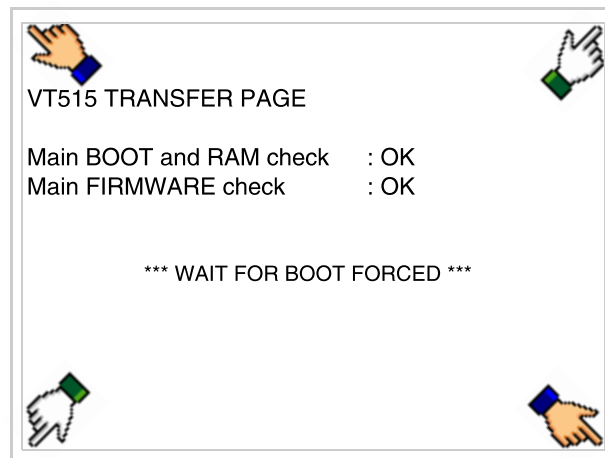 VT515 TRANSFER PAGE
Main BOOT and RAM check : OK
Main FIRMWARE check : OK
*** WAIT FOR BOOT FORCED ***